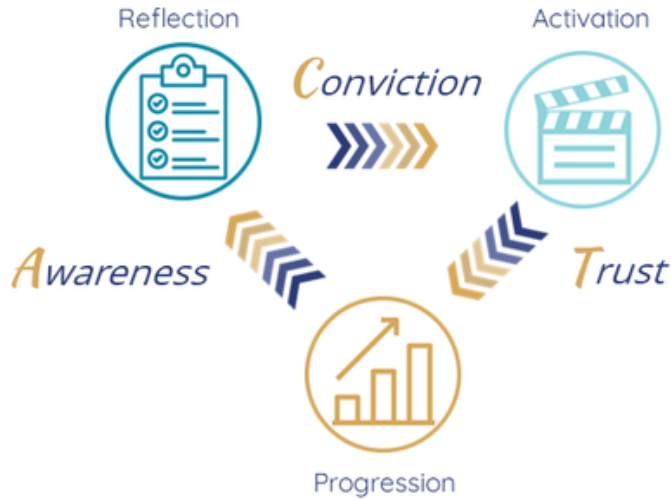 Reflection
Activation
Conviction
Awareness
Trust
Progression